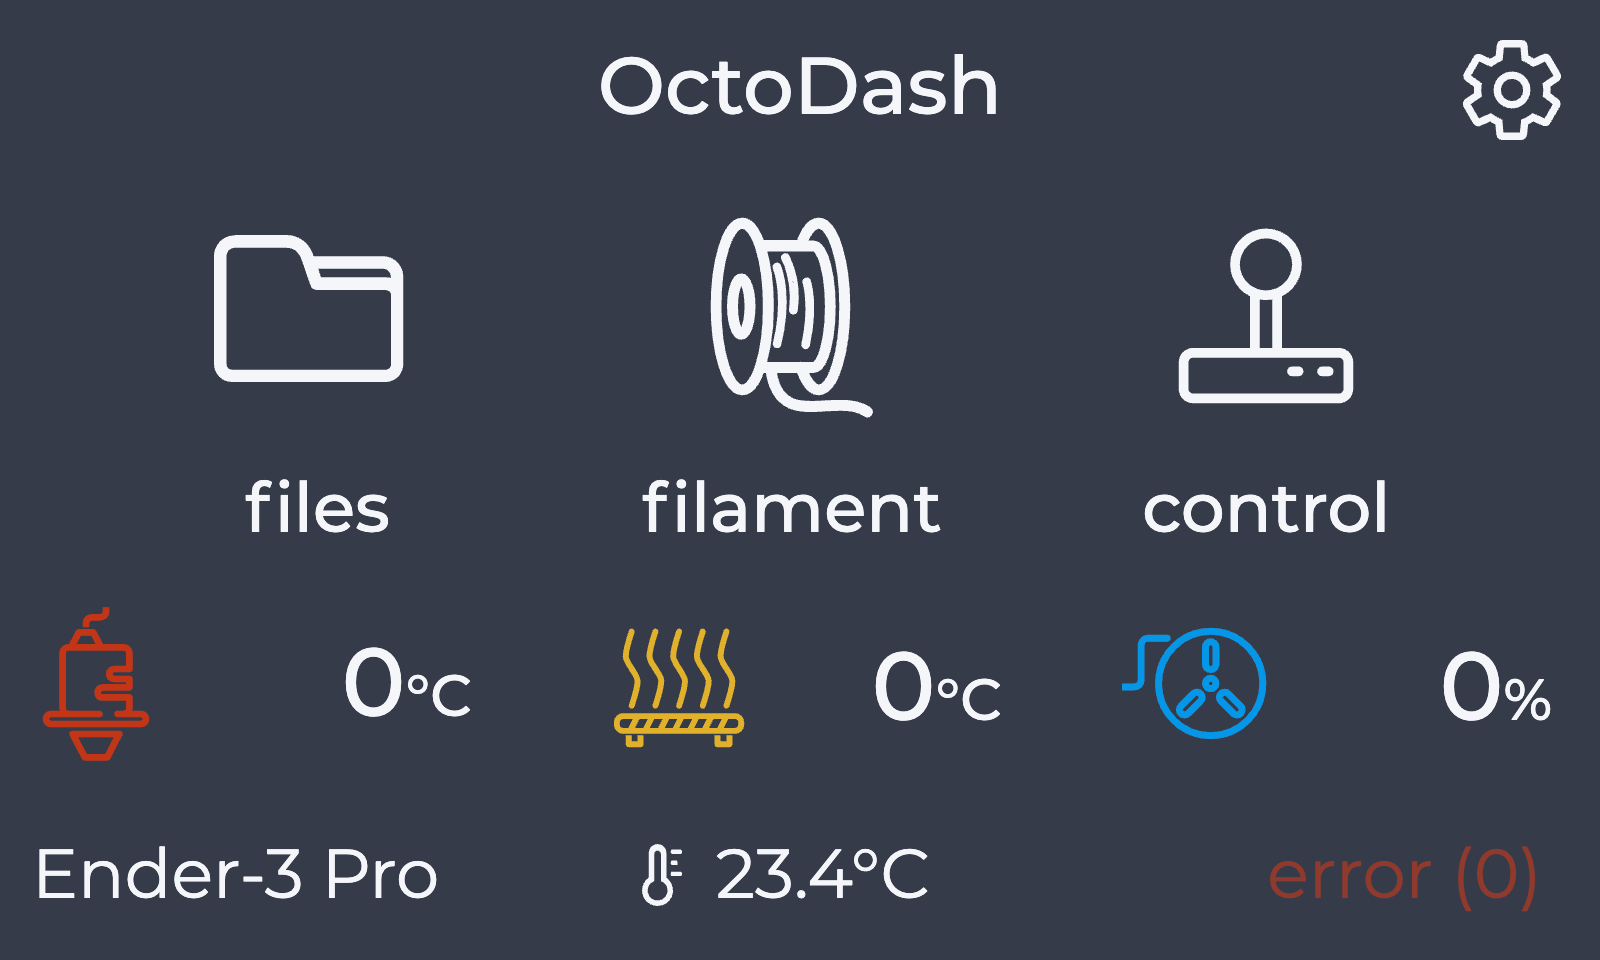 OctoDash
files filament control
0°C 0°C 0%
Ender-3 Pro 23.4°C error (0)